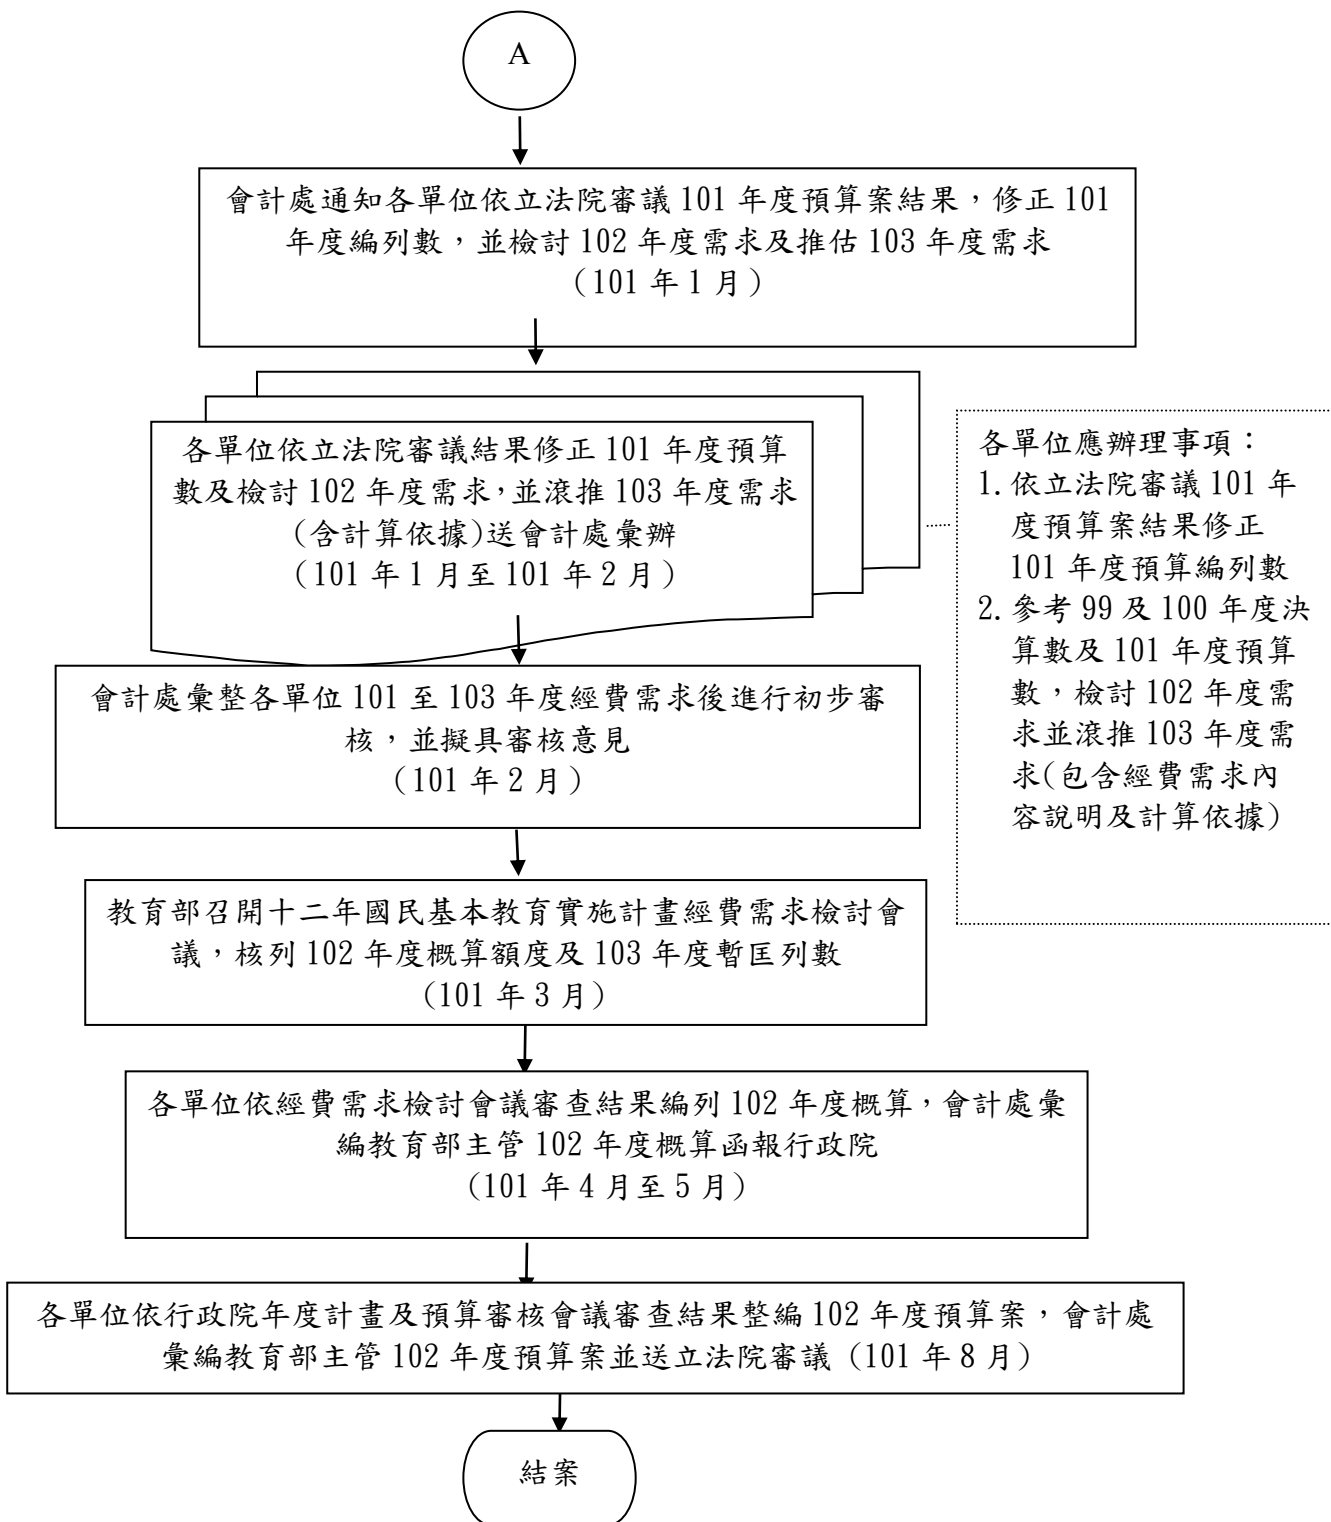 A
會計處通知各單位依立法院審議 101 年度預算案結果，修正 101
年度編列數，並檢討 102 年度需求及推估 103 年度需求
（101 年 1 月）
各單位依立法院審議結果修正 101 年度預算
數及檢討 102 年度需求，並滾推 103 年度需求
(含計算依據)送會計處彙辦
（101 年 1 月至 101 年 2 月）
各單位應辦理事項：
1. 依立法院審議 101 年
度預算案結果修正
101 年度預算編列數
2. 參考 99 及 100 年度決
算數及 101 年度預算
數，檢討 102 年度需
求並滾推 103 年度需
求(包含經費需求內
容說明及計算依據)
會計處彙整各單位 101 至 103 年度經費需求後進行初步審
核，並擬具審核意見
（101 年 2 月）
教育部召開十二年國民基本教育實施計畫經費需求檢討會
議，核列 102 年度概算額度及 103 年度暫匡列數
（101 年 3 月）
各單位依經費需求檢討會議審查結果編列 102 年度概算，會計處彙
編教育部主管 102 年度概算函報行政院
（101 年 4 月至 5 月）
各單位依行政院年度計畫及預算審核會議審查結果整編 102 年度預算案，會計處
彙編教育部主管 102 年度預算案並送立法院審議（101 年 8 月）
結案